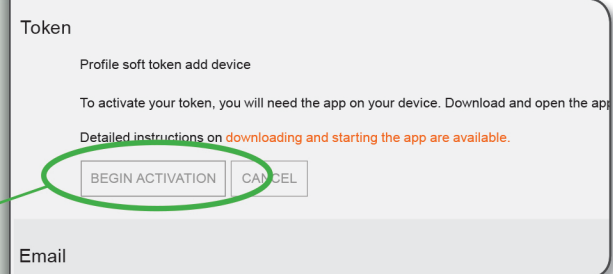 Token
Profile soft token add device
To activate your token, you will need the app on your device. Download and open the app
Detailed instructions on downloading and starting the app are available.
BEGIN ACTIVATION CANCEL
Email